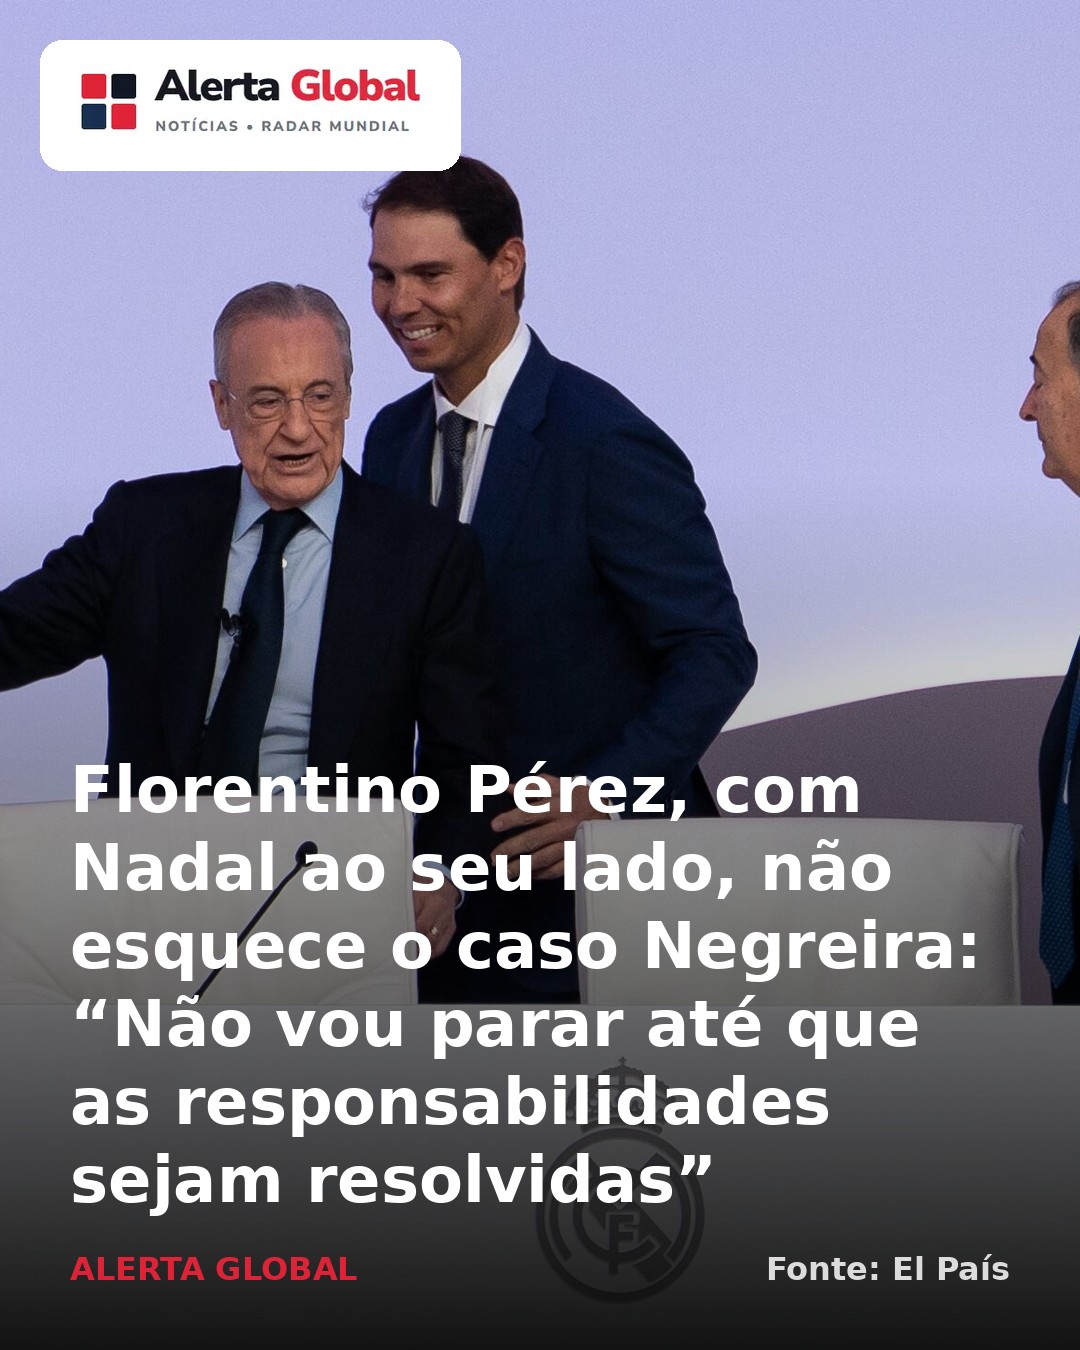 Alerta Global
NOTÍCIAS • RADAR MUNDIAL
Florentino Pérez, com
Nadal ao seu lado, não
esquece o caso Negreira:
“Não vou parar até que
as responsabilidades
sejam resolvidas”
ALERTA GLOBAL
Fonte: El País